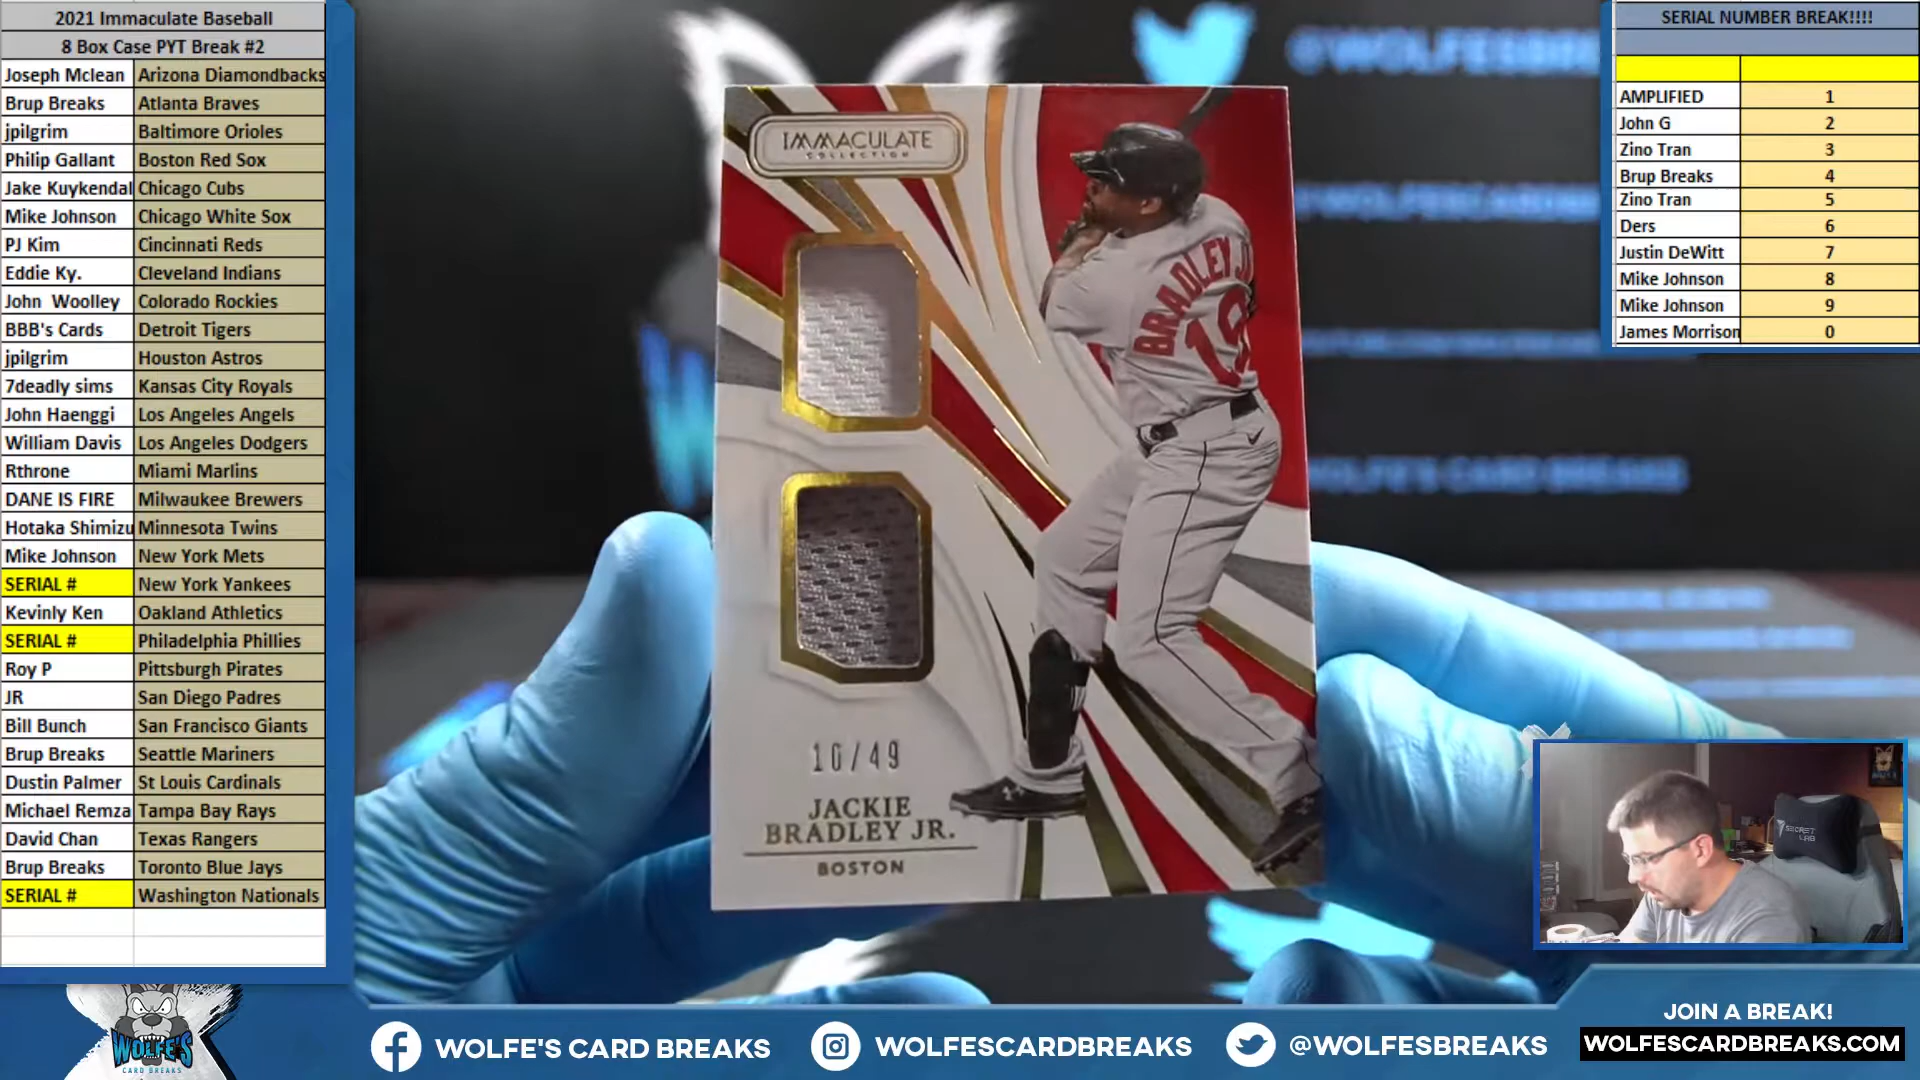 2021 Immaculate Baseball
8 Box Case PYT Break #2
Joseph Mclean Arizona Diamondbacks
Brup Breaks Atlanta Braves
jpilgrim Baltimore Orioles
Philip Gallant Boston Red Sox
Jake Kuykendal Chicago Cubs
Mike Johnson Chicago White Sox
PJ Kim Cincinnati Reds
Eddie Ky. Cleveland Indians
John Woolley Colorado Rockies
BBB's Cards Detroit Tigers
jpilgrim Houston Astros
7deadly sims Kansas City Royals
John Haenggi Los Angeles Angels
William Davis Los Angeles Dodgers
Rthrone Miami Marlins
DANE IS FIRE Milwaukee Brewers
Hotaka Shimizu Minnesota Twins
Mike Johnson New York Mets
SERIAL # New York Yankees
Kevinly Ken Oakland Athletics
SERIAL # Philadelphia Phillies
Roy P Pittsburgh Pirates
JR San Diego Padres
Bill Bunch San Francisco Giants
Brup Breaks Seattle Mariners
Dustin Palmer St Louis Cardinals
Michael Remza Tampa Bay Rays
David Chan Texas Rangers
Brup Breaks Toronto Blue Jays
SERIAL # Washington Nationals
SERIAL NUMBER BREAK!!!!
AMPLIFIED 1
John G 2
Zino Tran 3
Brup Breaks 4
Zino Tran 5
Ders 6
Justin DeWitt 7
Mike Johnson 8
Mike Johnson 9
James Morrison 0
@WOLFESBR
WOLFE'S CARD BREAKS
IMMACULATE
COLLECTION
BRADLEY J
19
10/49
JACKIE
BRADLEY JR.
BOSTON
SECRET
LAB
WOLFE'S
CARD BREAKS
WOLFE'S CARD BREAKS
WOLFESCARDBREAKS
@WOLFESBREAKS
JOIN A BREAK!
WOLFESCARDBREAKS.COM